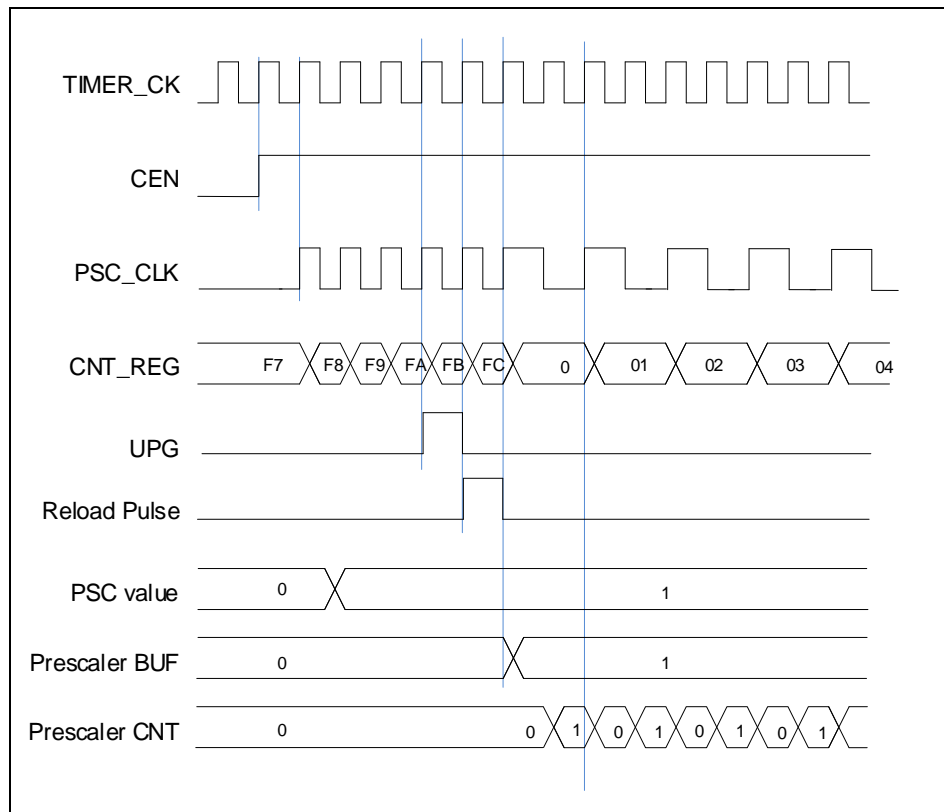 TIMER_CK
CEN
PSC_CLK
CNT_REG F7 F8 F9 FA FB FC 0 01 02 03 04
UPG
Reload Pulse
PSC value 0 1
Prescaler BUF 0 1
Prescaler CNT 0 0 1 0 1 0 1 0 1